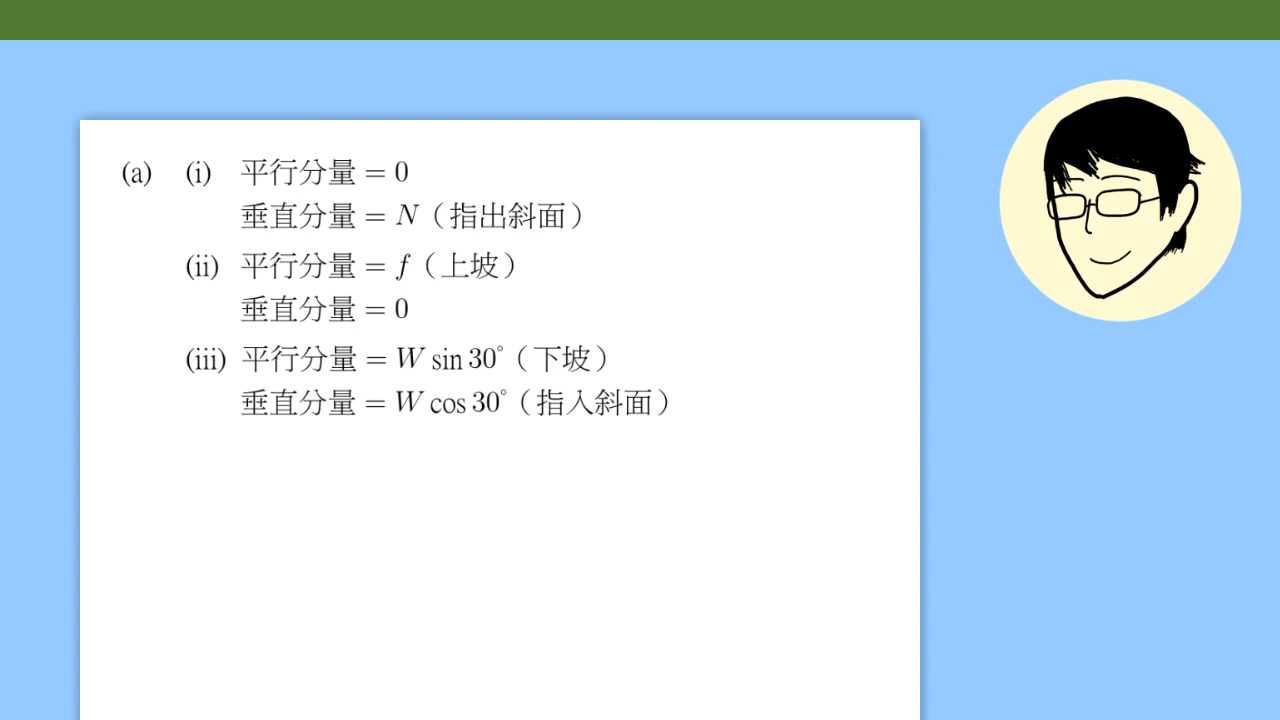 (a) (i) 平行分量 = 0
垂直分量 = N（指出斜面）
(ii) 平行分量 = f（上坡）
垂直分量 = 0
(iii) 平行分量 = W sin 30°（下坡）
垂直分量 = W cos 30°（指入斜面）